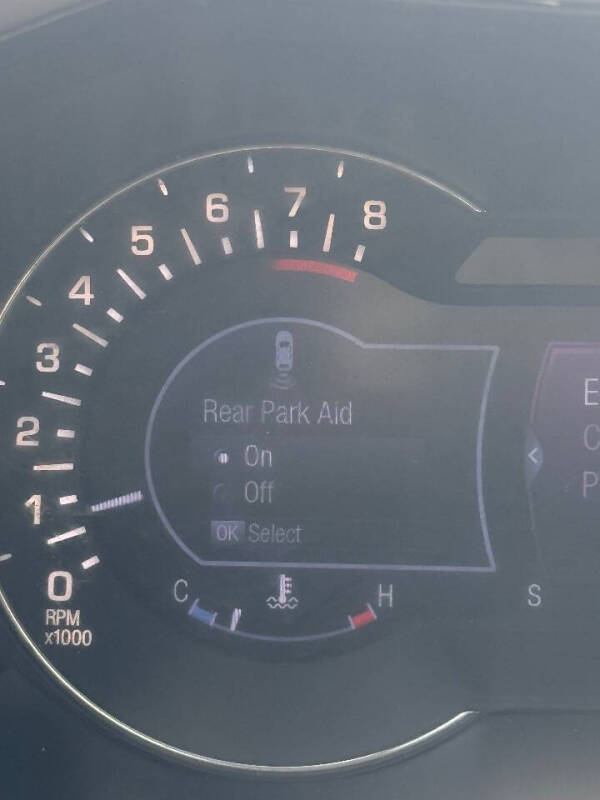 8
7
6
5
4
3
2
1
0
RPM
x1000
Rear Park Aid
On
Off
OK Select
C
H
E
C
P
<
S